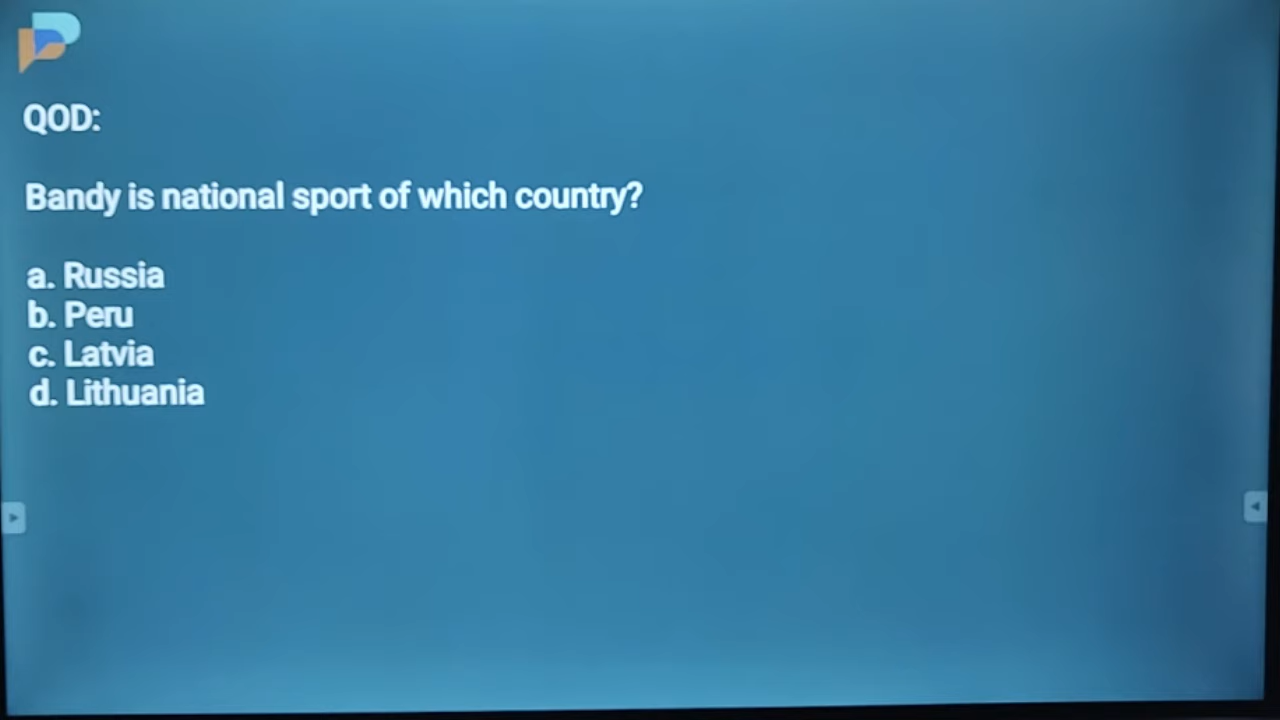 QOD:
Bandy is national sport of which country?
a. Russia
b. Peru
c. Latvia
d. Lithuania